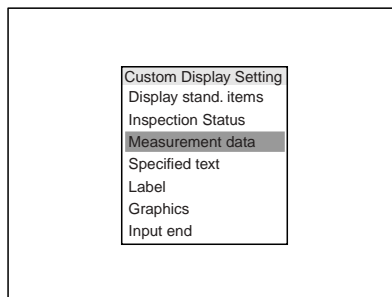 Custom Display Setting
Display stand. items
Inspection Status
Measurement data
Specified text
Label
Graphics
Input end